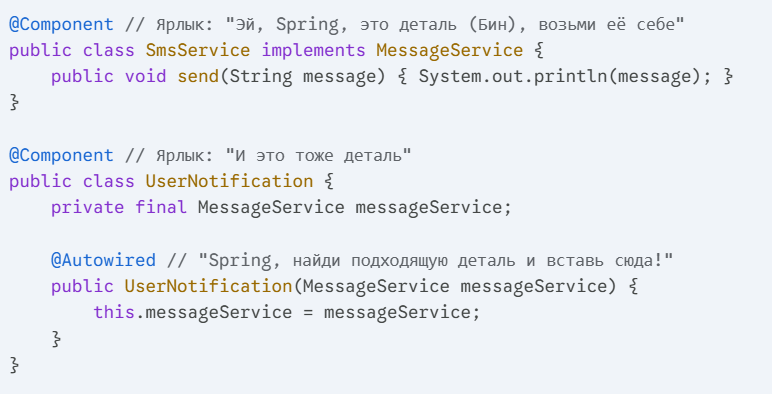 @Component // Ярлык: "Эй, Spring, это деталь (Бин), возьми её себе"
public class SmsService implements MessageService {
    public void send(String message) { System.out.println(message); }
}

@Component // Ярлык: "И это тоже деталь"
public class UserNotification {
    private final MessageService messageService;

    @Autowired // "Spring, найди подходящую деталь и вставь сюда!"
    public UserNotification(MessageService messageService) {
        this.messageService = messageService;
    }
}